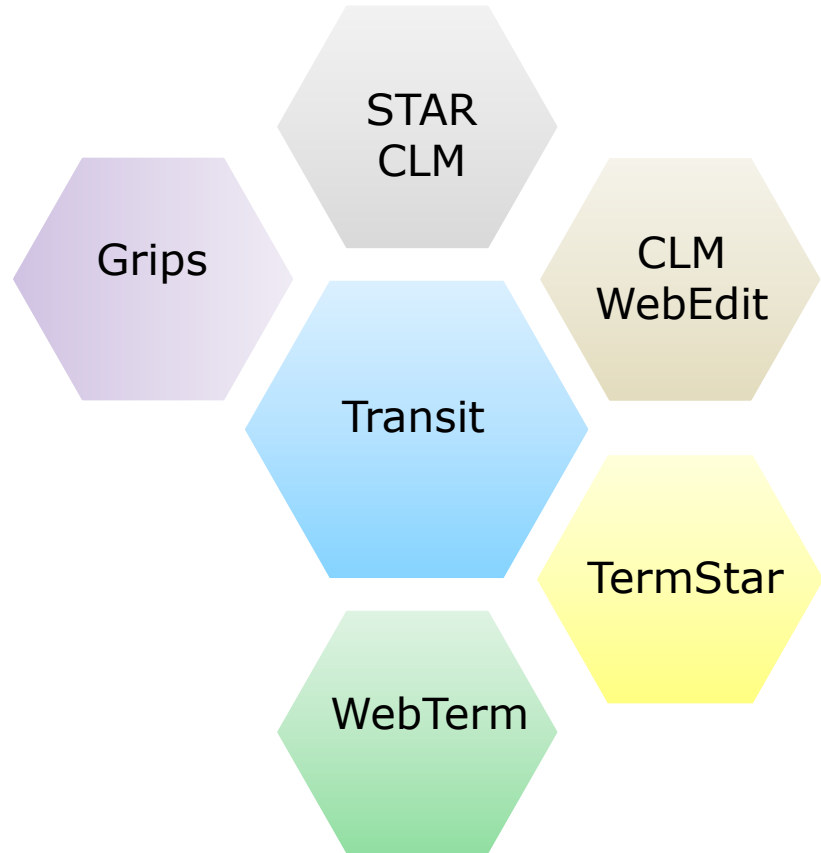 STAR
CLM
Grips
CLM
WebEdit
Transit
TermStar
WebTerm